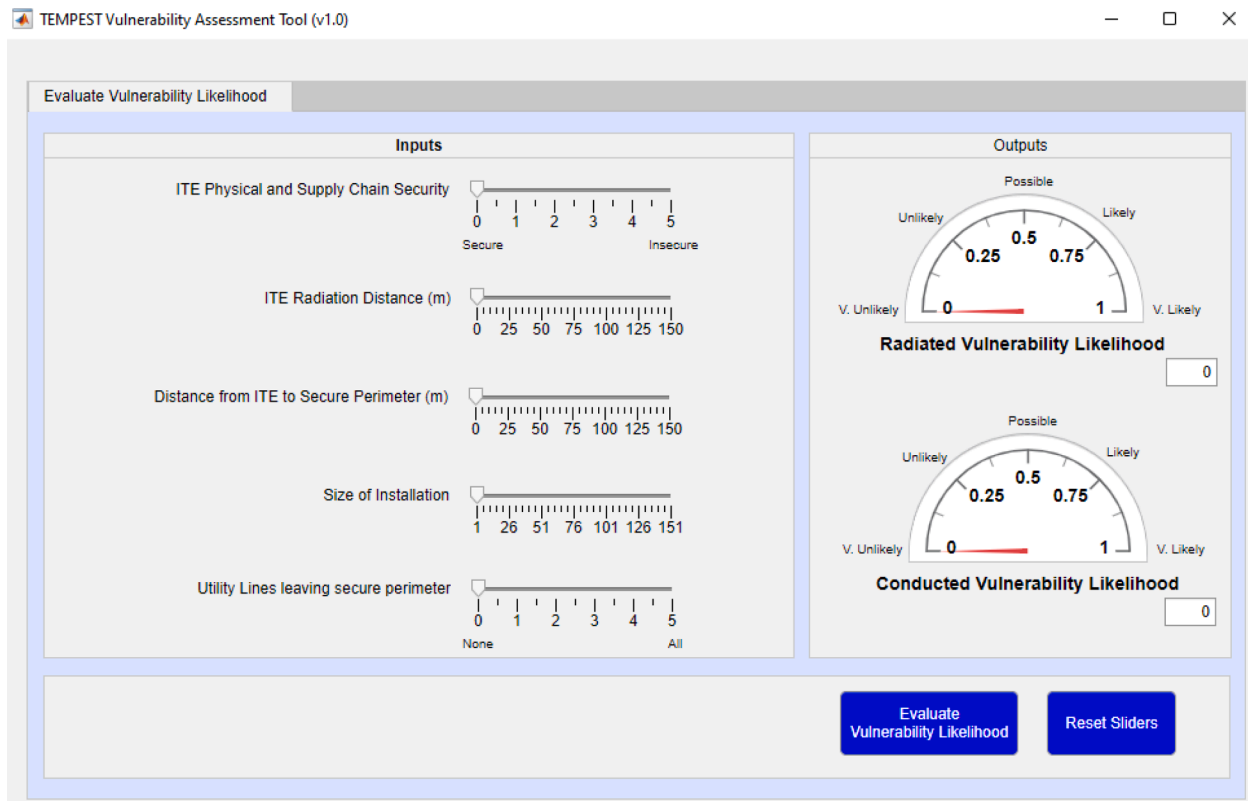 TEMPEST Vulnerability Assessment Tool (v1.0)
Evaluate Vulnerability Likelihood
Inputs
ITE Physical and Supply Chain Security
0 1 2 3 4 5
Secure Insecure
ITE Radiation Distance (m)
0 25 50 75 100 125 150
Distance from ITE to Secure Perimeter (m)
0 25 50 75 100 125 150
Size of Installation
1 26 51 76 101 126 151
Utility Lines leaving secure perimeter
0 1 2 3 4 5
None All
Outputs
Possible
Unlikely Likely
0.5
0.25 0.75
V. Unlikely 0 1 V. Likely
Radiated Vulnerability Likelihood
0
Possible
Unlikely Likely
0.5
0.25 0.75
V. Unlikely 0 1 V. Likely
Conducted Vulnerability Likelihood
0
Evaluate
Vulnerability Likelihood
Reset Sliders